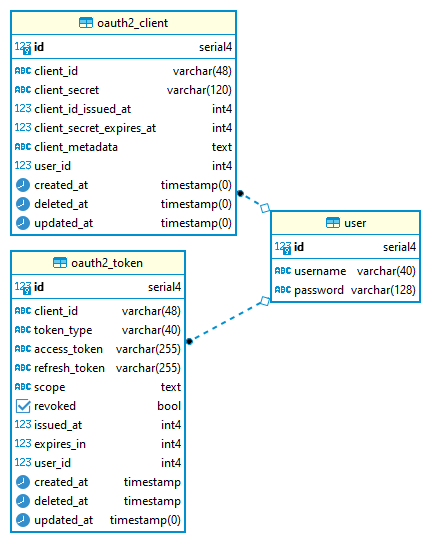 oauth2_client
123 id serial4
ABC client_id varchar(48)
ABC client_secret varchar(120)
123 client_id_issued_at int4
123 client_secret_expires_at int4
ABC client_metadata text
123 user_id int4
created_at timestamp(0)
deleted_at timestamp(0)
updated_at timestamp(0)
user
123 id serial4
ABC username varchar(40)
ABC password varchar(128)
oauth2_token
123 id serial4
ABC client_id varchar(48)
ABC token_type varchar(40)
ABC access_token varchar(255)
ABC refresh_token varchar(255)
ABC scope text
revoked bool
123 issued_at int4
123 expires_in int4
123 user_id int4
created_at timestamp
deleted_at timestamp
updated_at timestamp(0)